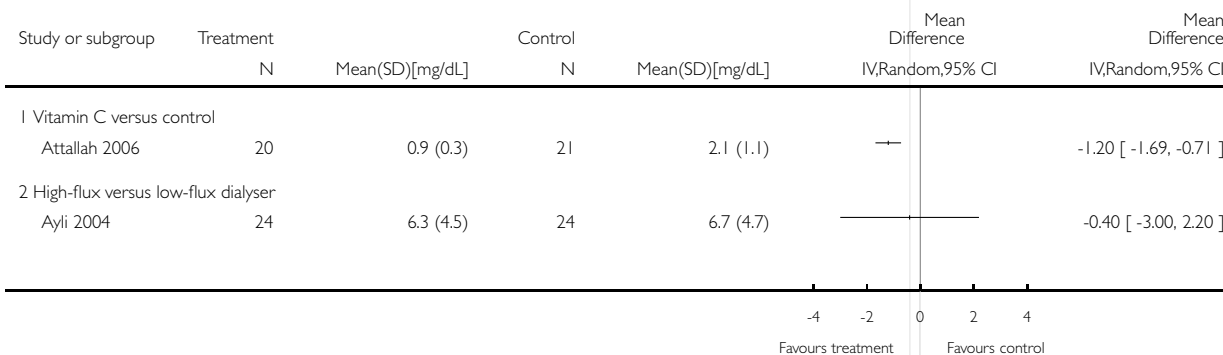 Study or subgroup Treatment Control Mean Difference Mean Difference
N Mean(SD)[mg/dL] N Mean(SD)[mg/dL] IV,Random,95% CI IV,Random,95% CI
1 Vitamin C versus control
Attallah 2006 20 0.9 (0.3) 21 2.1 (1.1) -1.20 [ -1.69, -0.71 ]
2 High-flux versus low-flux dialyser
Ayli 2004 24 6.3 (4.5) 24 6.7 (4.7) -0.40 [ -3.00, 2.20 ]
-4 -2 0 2 4
Favours treatment Favours control